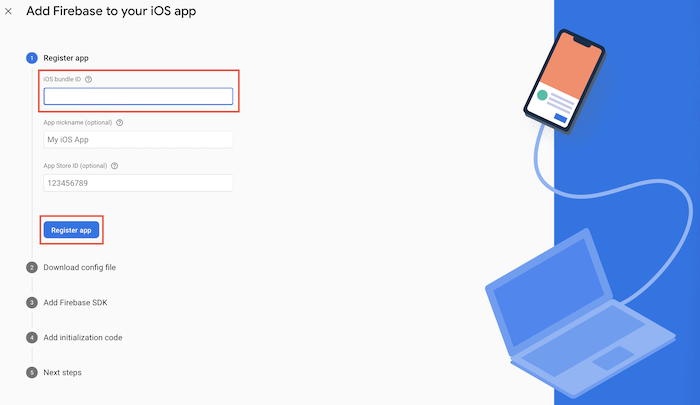 Add Firebase to your iOS app
1 Register app
iOS bundle ID ?
App nickname (optional) ?
My iOS App
App Store ID (optional) ?
123456789
Register app
2 Download config file
3 Add Firebase SDK
4 Add initialization code
5 Next steps